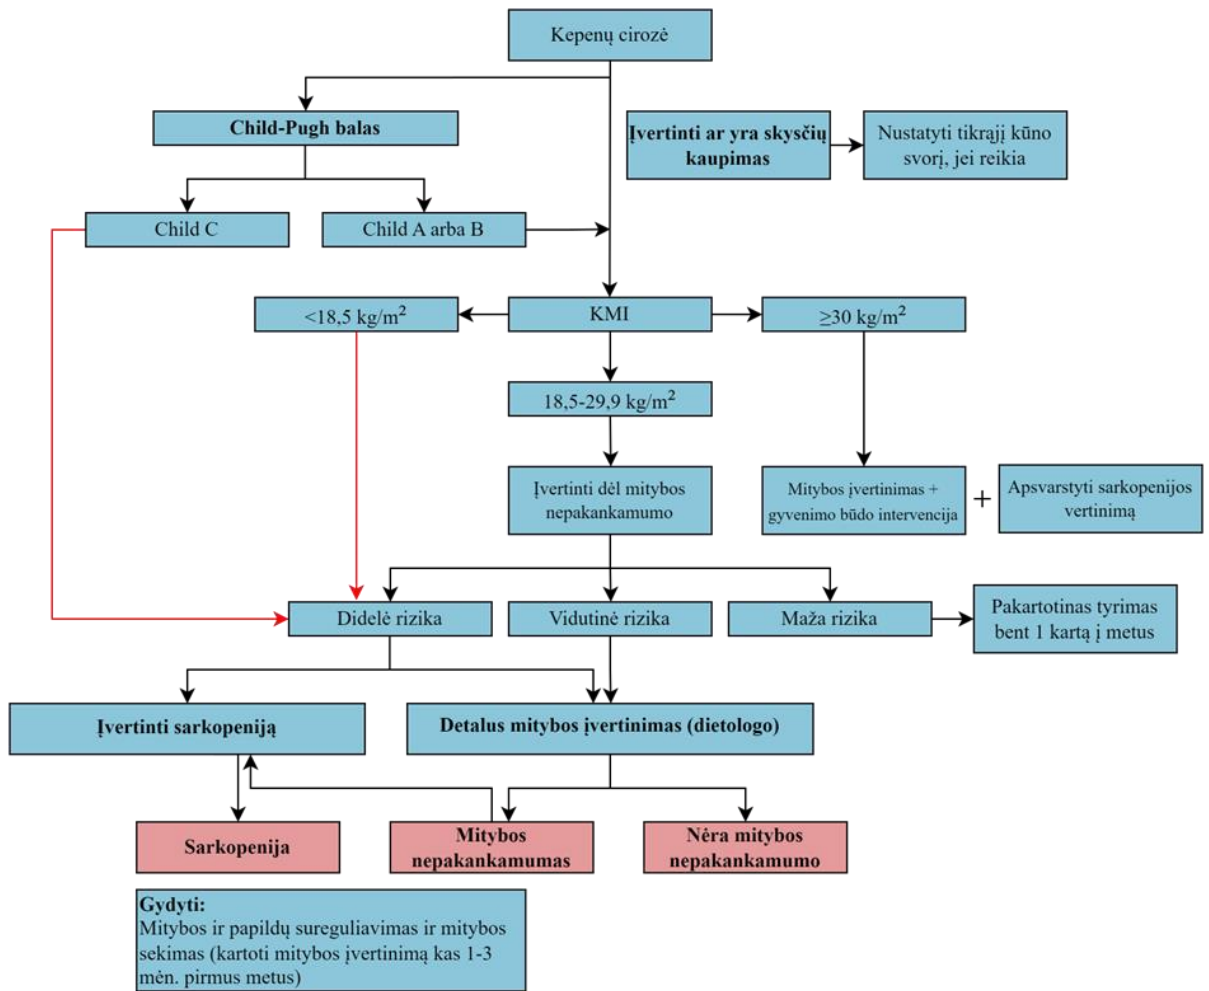 Kepenų cirozė
Child-Pugh balas
Įvertinti ar yra skysčių
kaupimas
Nustatyti tikrąjį kūno
svorį, jei reikia
Child C
Child A arba B
<18,5 kg/m²
KMI
≥30 kg/m²
18,5-29,9 kg/m²
Įvertinti dėl mitybos
nepakankamumo
Mitybos įvertinimas +
gyvenimo būdo intervencija
+
Apsvarstyti sarkopenijos
vertinimą
Didelė rizika
Vidutinė rizika
Maža rizika
Pakartotinas tyrimas
bent 1 kartą į metus
Įvertinti sarkopeniją
Detalus mitybos įvertinimas (dietologo)
Sarkopenija
Mitybos
nepakankamumas
Nėra mitybos
nepakankamumo
Gydyti:
Mitybos ir papildų sureguliavimas ir mitybos
sekimas (kartoti mitybos įvertinimą kas 1-3
mėn. pirmus metus)